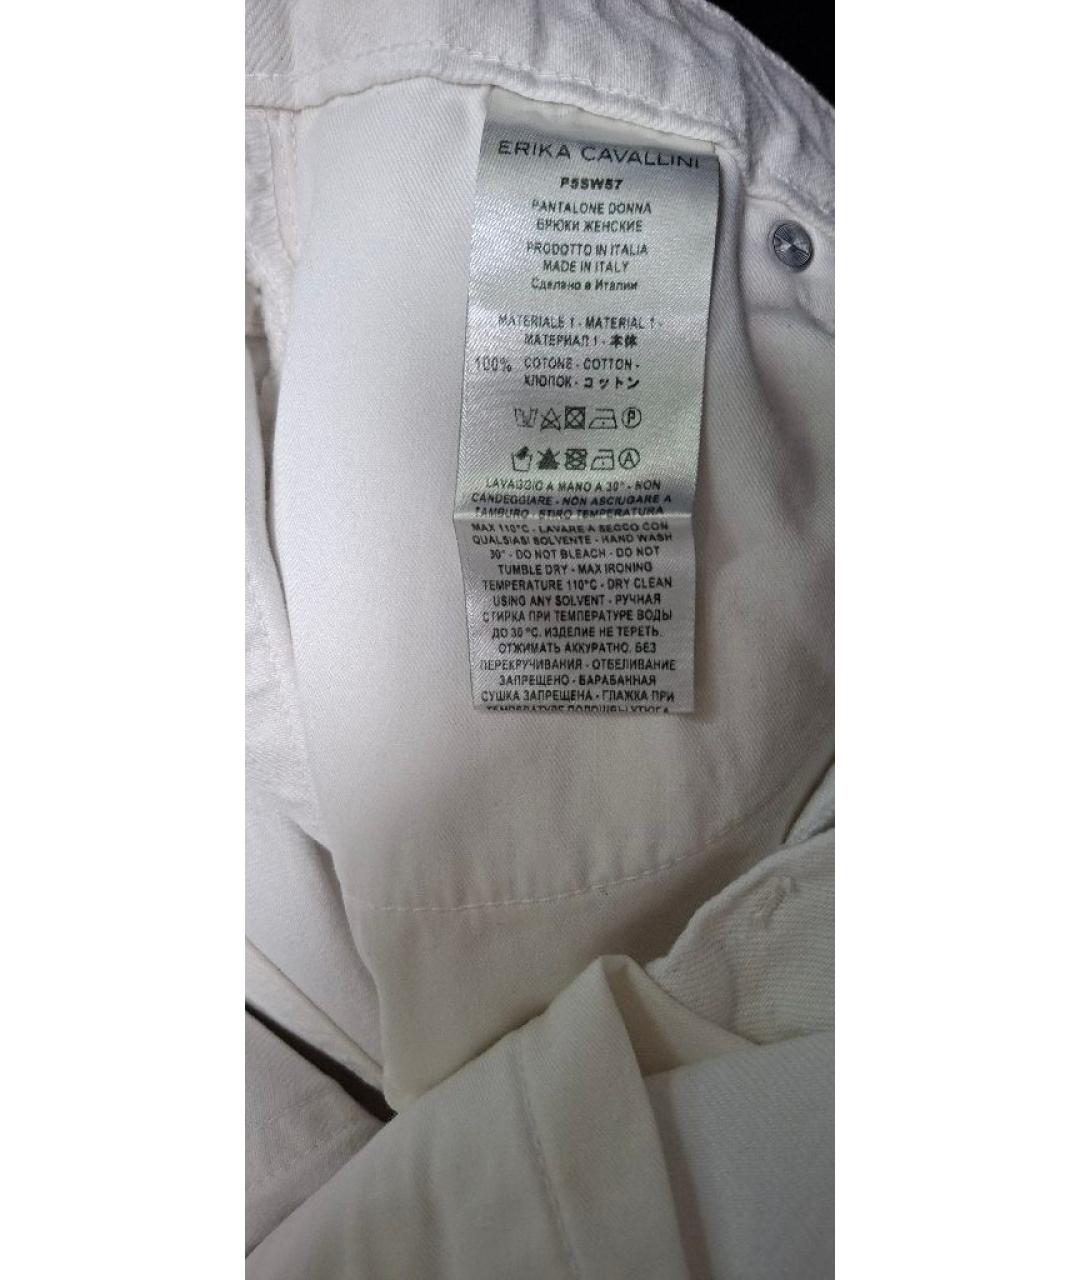 ERIKA CAVALLINI
P5SW57
PANTALONE DONNA
БРЮКИ ЖЕНСКИЕ
PRODOTTO IN ITALIA
MADE IN ITALY
Сделано в Италии
MATERIALE 1 - MATERIAL 1 -
МАТЕРИАЛ 1 - 本体
100% COTONE - COTTON -
ХЛОПОК - コットン
P
A
LAVAGGIO A MANO A 30° - NON
CANDEGGIARE - NON ASCIUGARE A
TAMBURO - STIRO TEMPERATURA
MAX 110°C - LAVARE A SECCO CON
QUALSIASI SOLVENTE - HAND WASH
30° - DO NOT BLEACH - DO NOT
TUMBLE DRY - MAX IRONING
TEMPERATURE 110°C - DRY CLEAN
USING ANY SOLVENT - РУЧНАЯ
СТИРКА ПРИ ТЕМПЕРАТУРЕ ВОДЫ
ДО 30 °C. ИЗДЕЛИЕ НЕ ТЕРЕТЬ.
ОТЖИМАТЬ АККУРАТНО, БЕЗ
ПЕРЕКРУЧИВАНИЯ - ОТБЕЛИВАНИЕ
ЗАПРЕЩЕНО - БАРАБАННАЯ
СУШКА ЗАПРЕЩЕНА - ГЛАЖКА ПРИ
ТЕМПЕРАТУРЕ ПОДОШВЫ УТЮГА